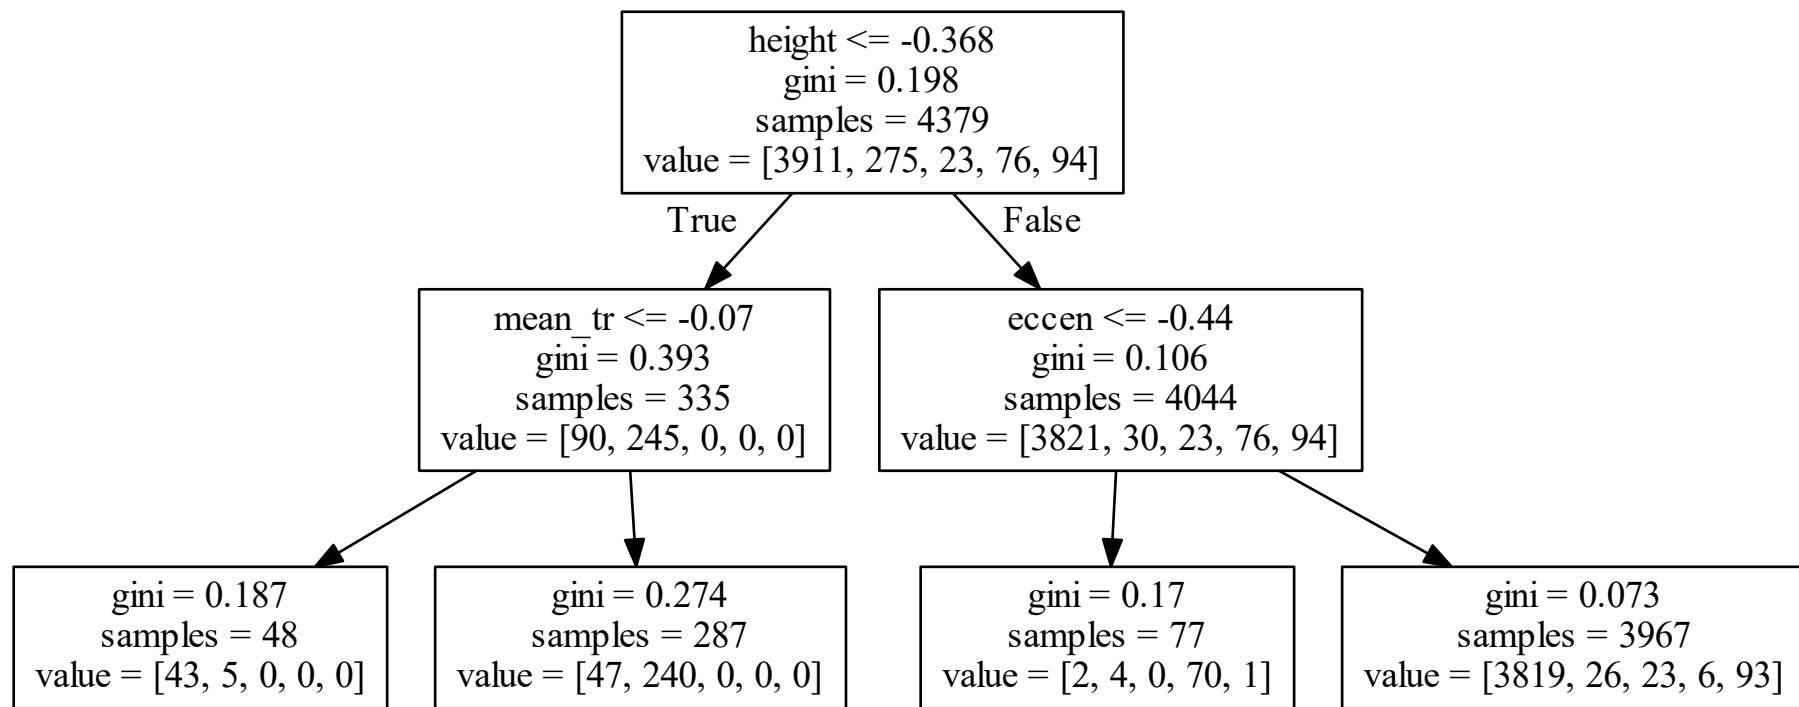 height <= -0.368
gini = 0.198
samples = 4379
value = [3911, 275, 23, 76, 94]
True
False
mean_tr <= -0.07
gini = 0.393
samples = 335
value = [90, 245, 0, 0, 0]
eccen <= -0.44
gini = 0.106
samples = 4044
value = [3821, 30, 23, 76, 94]
gini = 0.187
samples = 48
value = [43, 5, 0, 0, 0]
gini = 0.274
samples = 287
value = [47, 240, 0, 0, 0]
gini = 0.17
samples = 77
value = [2, 4, 0, 70, 1]
gini = 0.073
samples = 3967
value = [3819, 26, 23, 6, 93]